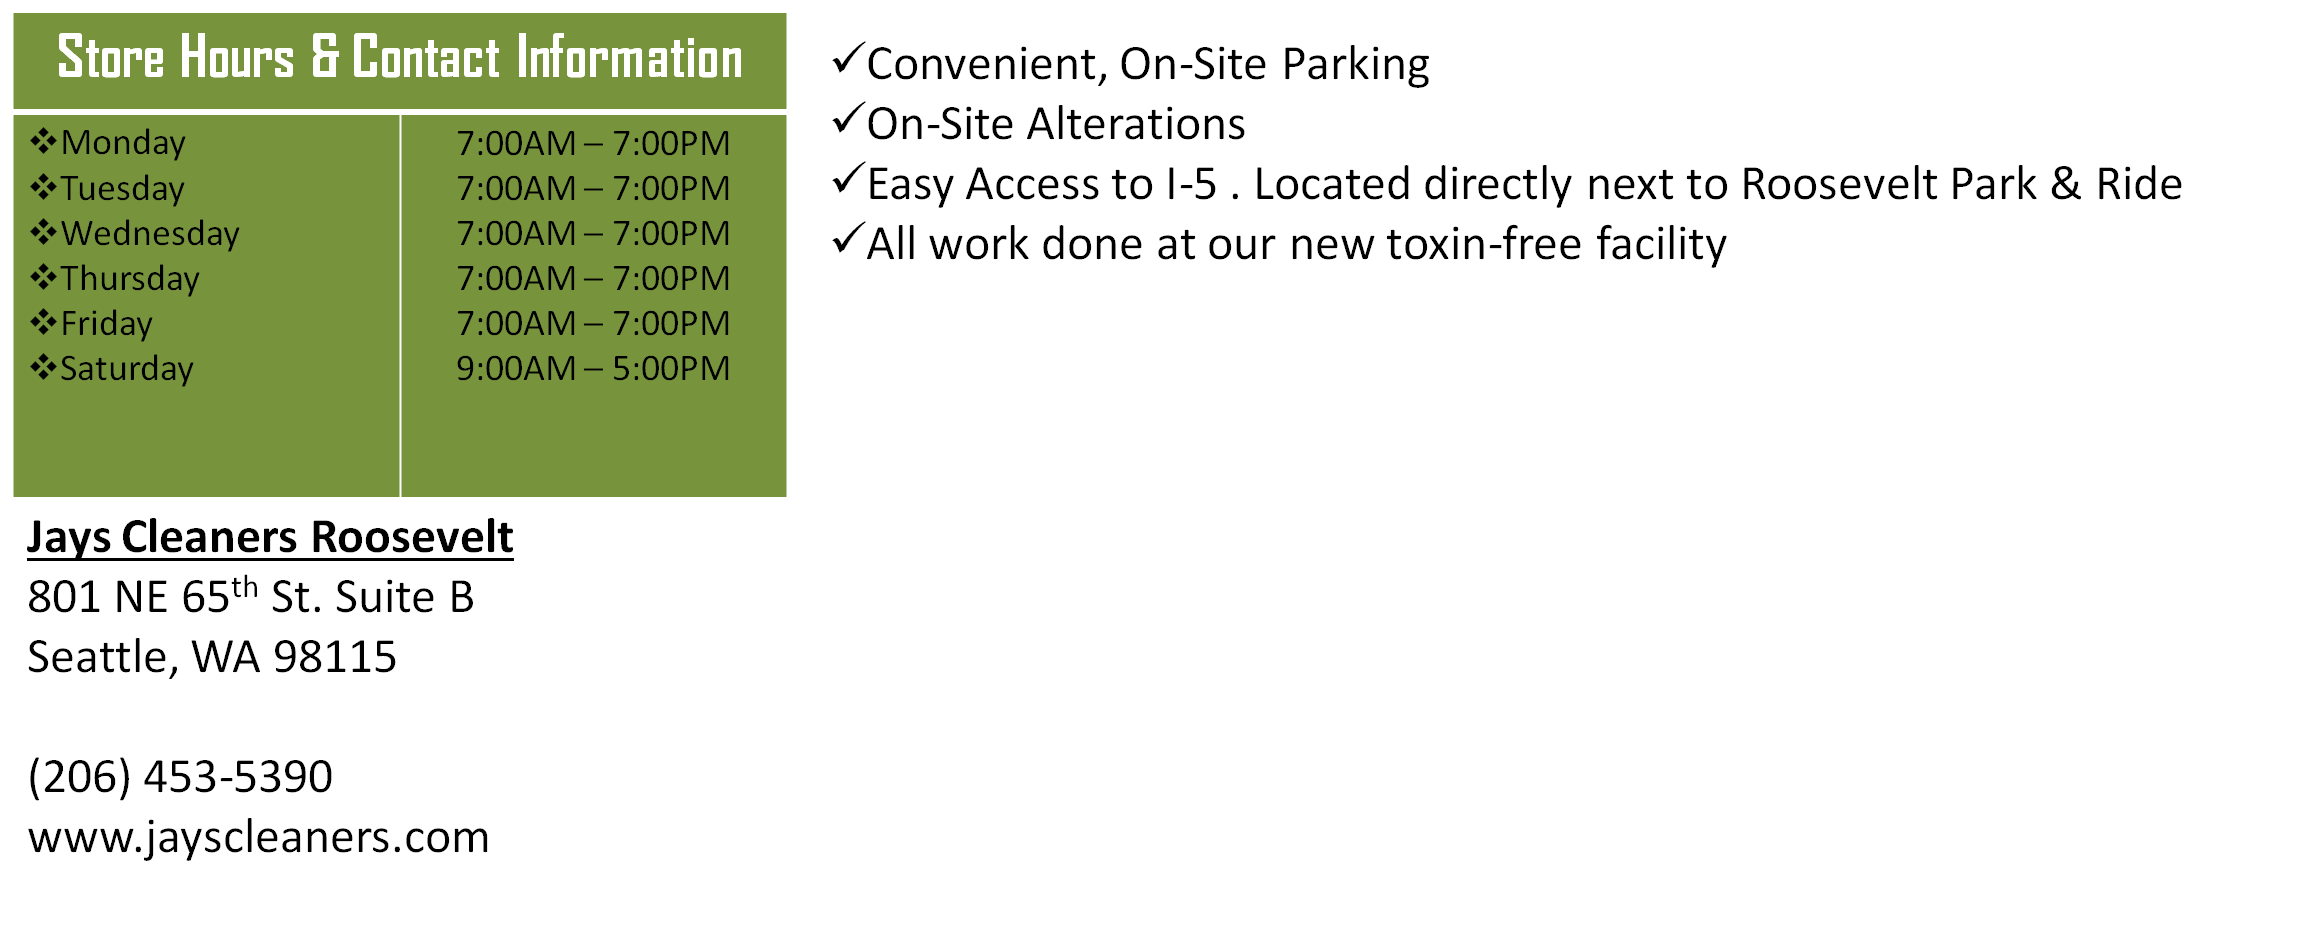 Store Hours & Contact Information
❖Monday 7:00AM – 7:00PM
❖Tuesday 7:00AM – 7:00PM
❖Wednesday 7:00AM – 7:00PM
❖Thursday 7:00AM – 7:00PM
❖Friday 7:00AM – 7:00PM
❖Saturday 9:00AM – 5:00PM
Jays Cleaners Roosevelt
801 NE 65th St. Suite B
Seattle, WA 98115
(206) 453-5390
www.jayscleaners.com
✓Convenient, On-Site Parking
✓On-Site Alterations
✓Easy Access to I-5 . Located directly next to Roosevelt Park & Ride
✓All work done at our new toxin-free facility